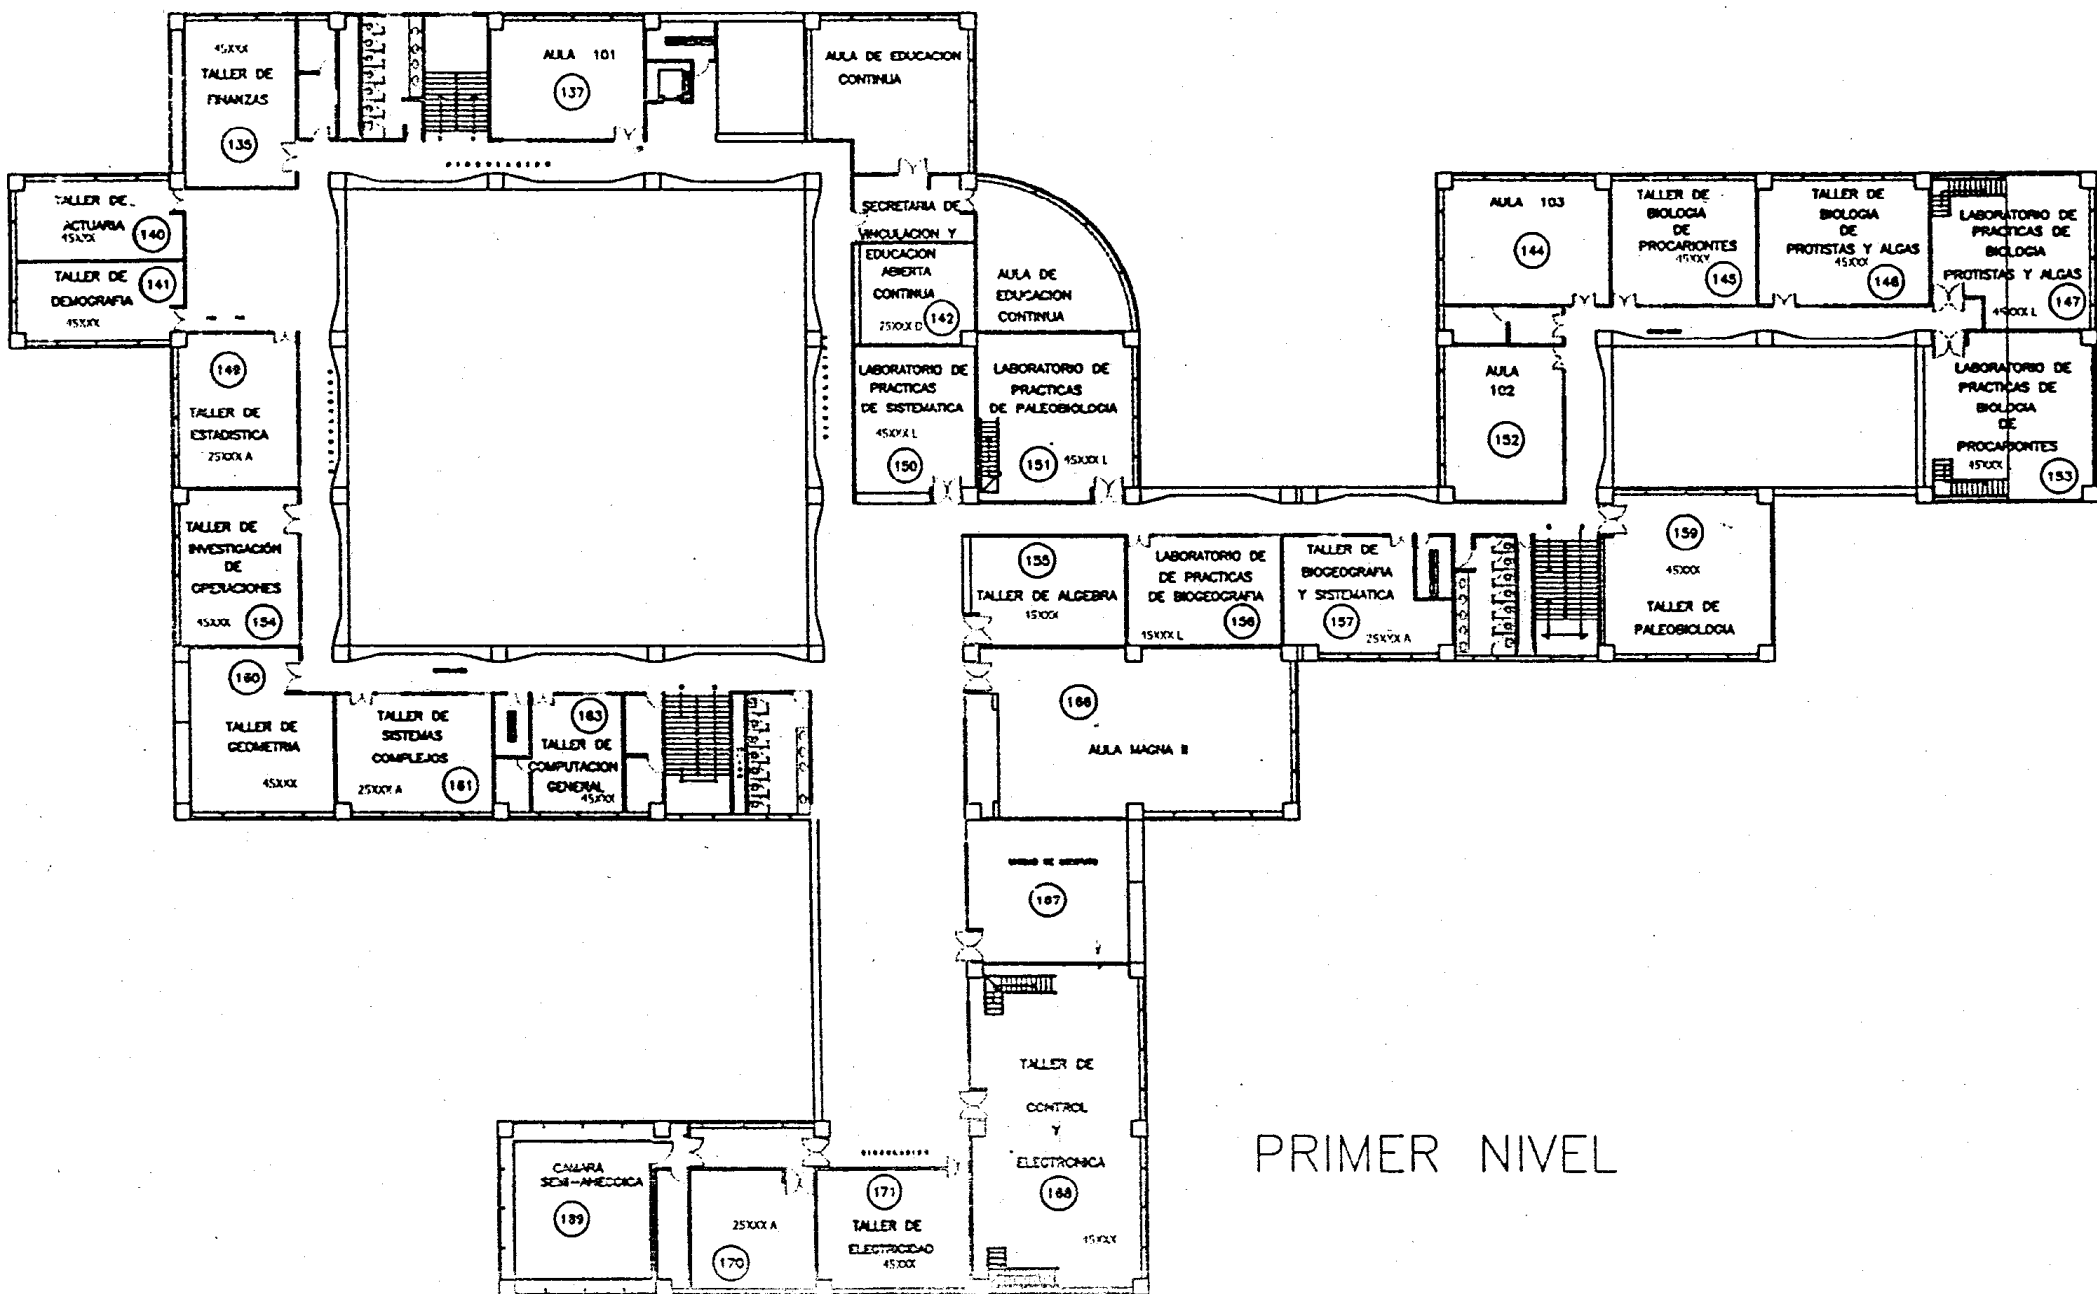 45XXX
TALLER DE
FINANZAS
135
AULA 101
137
AULA DE EDUCACION
CONTINUA
TALLER DE
ACTUARIA
45XXX
140
TALLER DE
DEMOGRAFIA
141
45XXX
SECRETARIA DE
VINCULACION Y
EDUCACION
ABIERTA
CONTINUA
25XXX D
142
AULA DE
EDUCACION
CONTINUA
AULA 103
144
TALLER DE
BIOLOGIA
DE
PROCARIONTES
45XXX
145
TALLER DE
BIOLOGIA
DE
PROTISTAS Y ALGAS
45XXX
146
LABORATORIO DE
PRACTICAS DE
BIOLOGIA
PROTISTAS Y ALGAS
147
45XXX L
149
TALLER DE
ESTADISTICA
25XXX A
LABORATORIO DE
PRACTICAS
DE SISTEMATICA
45XXX L
150
LABORATORIO DE
PRACTICAS
DE PALEOBIOLOGIA
151
45XXX L
AULA
102
152
LABORATORIO DE
PRACTICAS DE
BIOLOGIA
DE
PROCARIONTES
45XXX
153
TALLER DE
INVESTIGACIÓN
DE
OPERACIONES
45XXX
154
155
TALLER DE ALGEBRA
45XXX
LABORATORIO DE
DE PRACTICAS
DE BIOGEOGRAFIA
45XXX L
156
TALLER DE
BIOGEOGRAFIA
Y SISTEMATICA
157
25XXX A
159
45XXX
TALLER DE
PALEOBIOLOGIA
160
TALLER DE
GEOMETRIA
45XXX
TALLER DE
SISTEMAS
COMPLEJOS
25XXX A
161
163
TALLER DE
COMPUTACION
GENERAL
45XXX
166
AULA MAGNA II
167
TALLER DE
CONTROL
Y
ELECTRONICA
168
45XXX
CAMARA
SEMI-ANECOICA
25XXX A
170
171
TALLER DE
ELECTRICIDAD
45XXX
PRIMER NIVEL